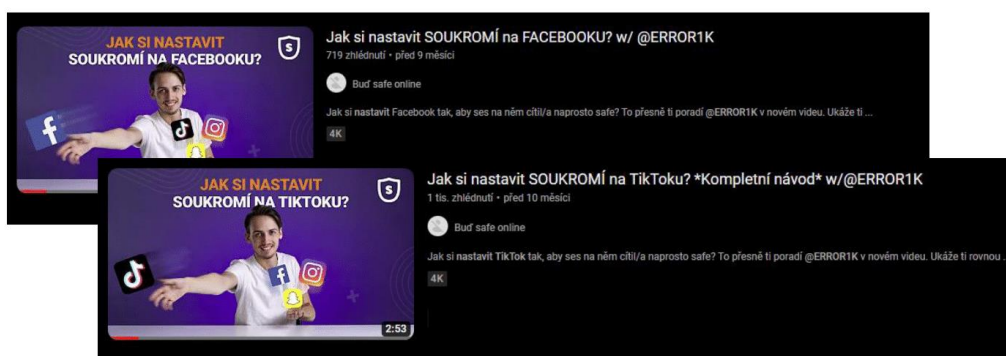 JAK SI NASTAVIT
SOUKROMÍ NA FACEBOOKU?
S
Jak si nastavit SOUKROMÍ na FACEBOOKU? w/ @ERROR1K
719 zhlédnutí • před 9 měsíci
Buď safe online
Jak si nastavit Facebook tak, aby ses na něm cítil/a naprosto safe? To přesně ti poradí @ERROR1K v novém videu. Ukáže ti ...
4K
JAK SI NASTAVIT
SOUKROMÍ NA TIKTOKU?
S
2:53
Jak si nastavit SOUKROMÍ na TikToku? *Kompletní návod* w/@ERROR1K
1 tis. zhlédnutí • před 10 měsíci
Buď safe online
Jak si nastavit TikTok tak, aby ses na něm cítil/a naprosto safe? To přesně ti poradí @ERROR1K v novém videu. Ukáže ti rovnou .
4K